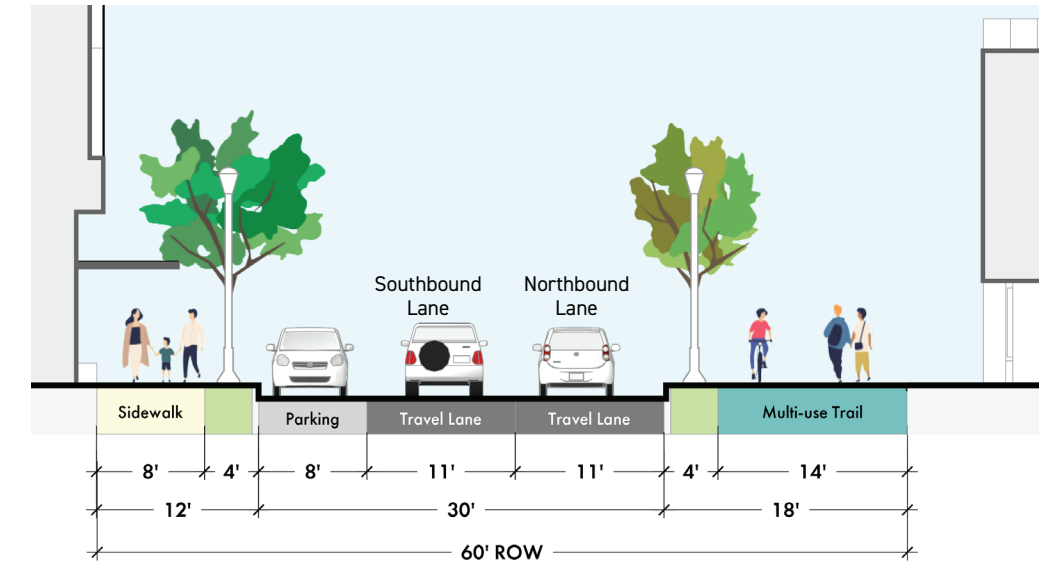 Southbound
Lane
Northbound
Lane
Sidewalk
Parking
Travel Lane
Travel Lane
Multi-use Trail
8' 4' 8' 11' 11' 4' 14'
12' 30' 18'
60' ROW